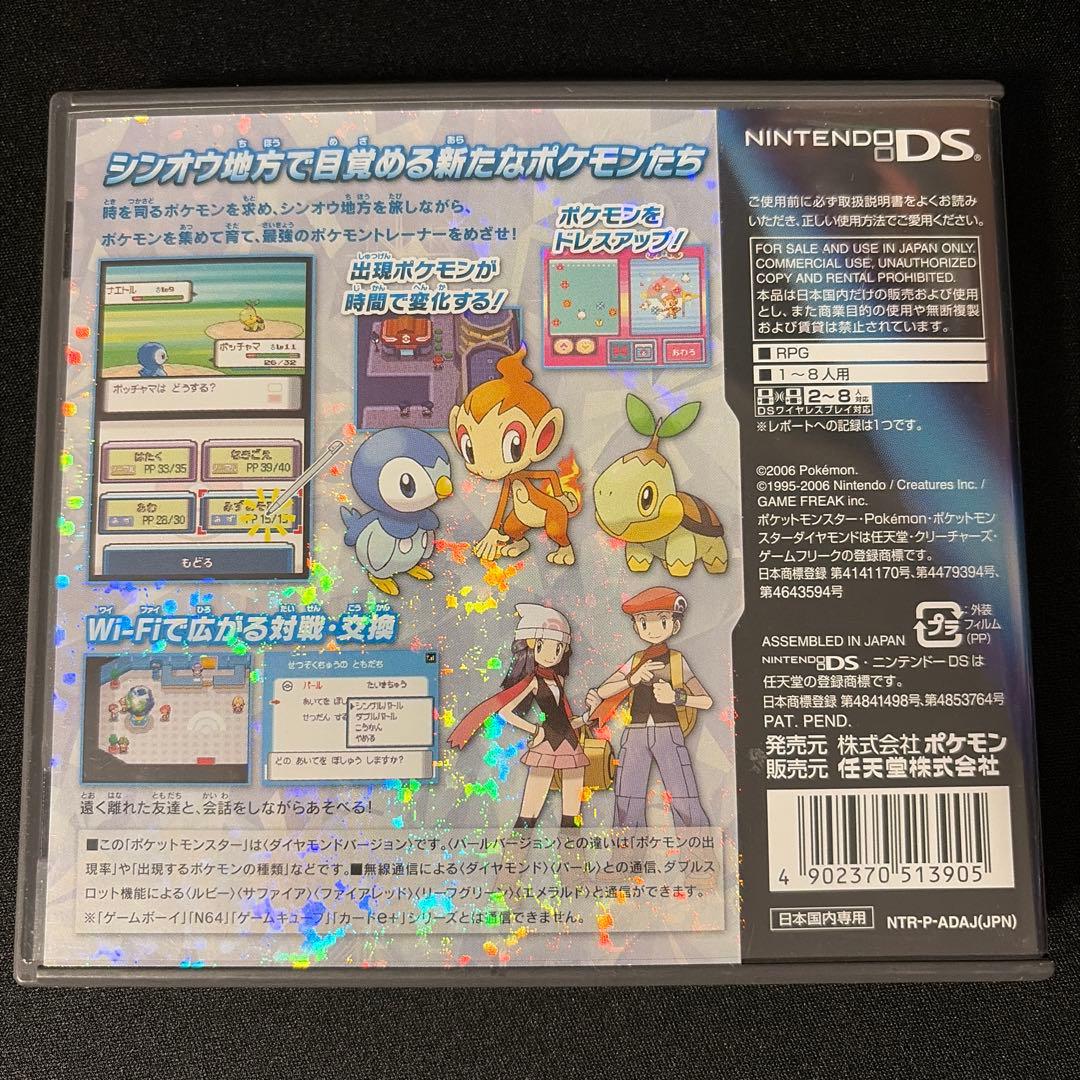 シンオウ地方で目覚める新たなポケモンたち
時を司るポケモンを求め、シンオウ地方を旅しながら、
ポケモンを集めて育て、最強のポケモントレーナーをめざせ!
ポケモンを
ドレスアップ!
出現ポケモンが
時間で変化する!
ナエトル ♂Lv9
ポッチャマ ♂Lv11
26/32
ポッチャマは どうする?
はたく
PP 33/35
なきごえ
PP 39/40
あわ
みず PP 28/30
みず
もどる
おわる
Wi-Fiで広がる対戦・交換
せつぞくちゅうの ともだち
パール たいきちゅう
あいてを
せつだん
シングルバトル
ダブルバトル
こうかん
やめる
どの あいてを ぼしゅう しますか?
遠く離れた友達と、会話をしながらあそべる!
■この「ポケットモンスター」は〈ダイヤモンドバージョン〉です。〈パールバージョン〉との違いは「ポケモンの出
現率」や「出現するポケモンの種類」などです。■無線通信による〈ダイヤモンド〉〈パール〉との通信、ダブルス
ロット機能による〈ルビー〉〈サファイア〉〈ファイアレッド〉〈リーフグリーン〉〈エメラルド〉と通信ができます。
※「ゲームボーイ」「N64」「ゲームキューブ」「カードe+」シリーズとは通信できません。
NINTENDO DS®
ご使用前に必ず取扱説明書をよくお読み
いただき、正しい使用方法でご愛用ください。
FOR SALE AND USE IN JAPAN ONLY.
COMMERCIAL USE, UNAUTHORIZED
COPY AND RENTAL PROHIBITED.
本品は日本国内だけの販売および使用
とし、また商業目的の使用や無断複製
および賃貸は禁止されています。
■RPG
■1〜8人用
2〜8人対応
DSワイヤレスプレイ対応
※レポートへの記録は1つです。
©2006 Pokémon.
©1995-2006 Nintendo / Creatures Inc. /
GAME FREAK inc.
ポケットモンスター・Pokémon・ポケットモン
スターダイヤモンドは任天堂・クリーチャーズ・
ゲームフリークの登録商標です。
日本商標登録 第4141170号、第4479394号、
第4643594号
プラ
:外装
フィルム
(PP)
ASSEMBLED IN JAPAN
NINTENDO DS・ニンテンドーDSは
任天堂の登録商標です。
日本商標登録 第4841498号、第4853764号
PAT. PEND.
発売元 株式会社ポケモン
販売元 任天堂株式会社
4 902370 513905
日本国内専用
NTR-P-ADAJ(JPN)